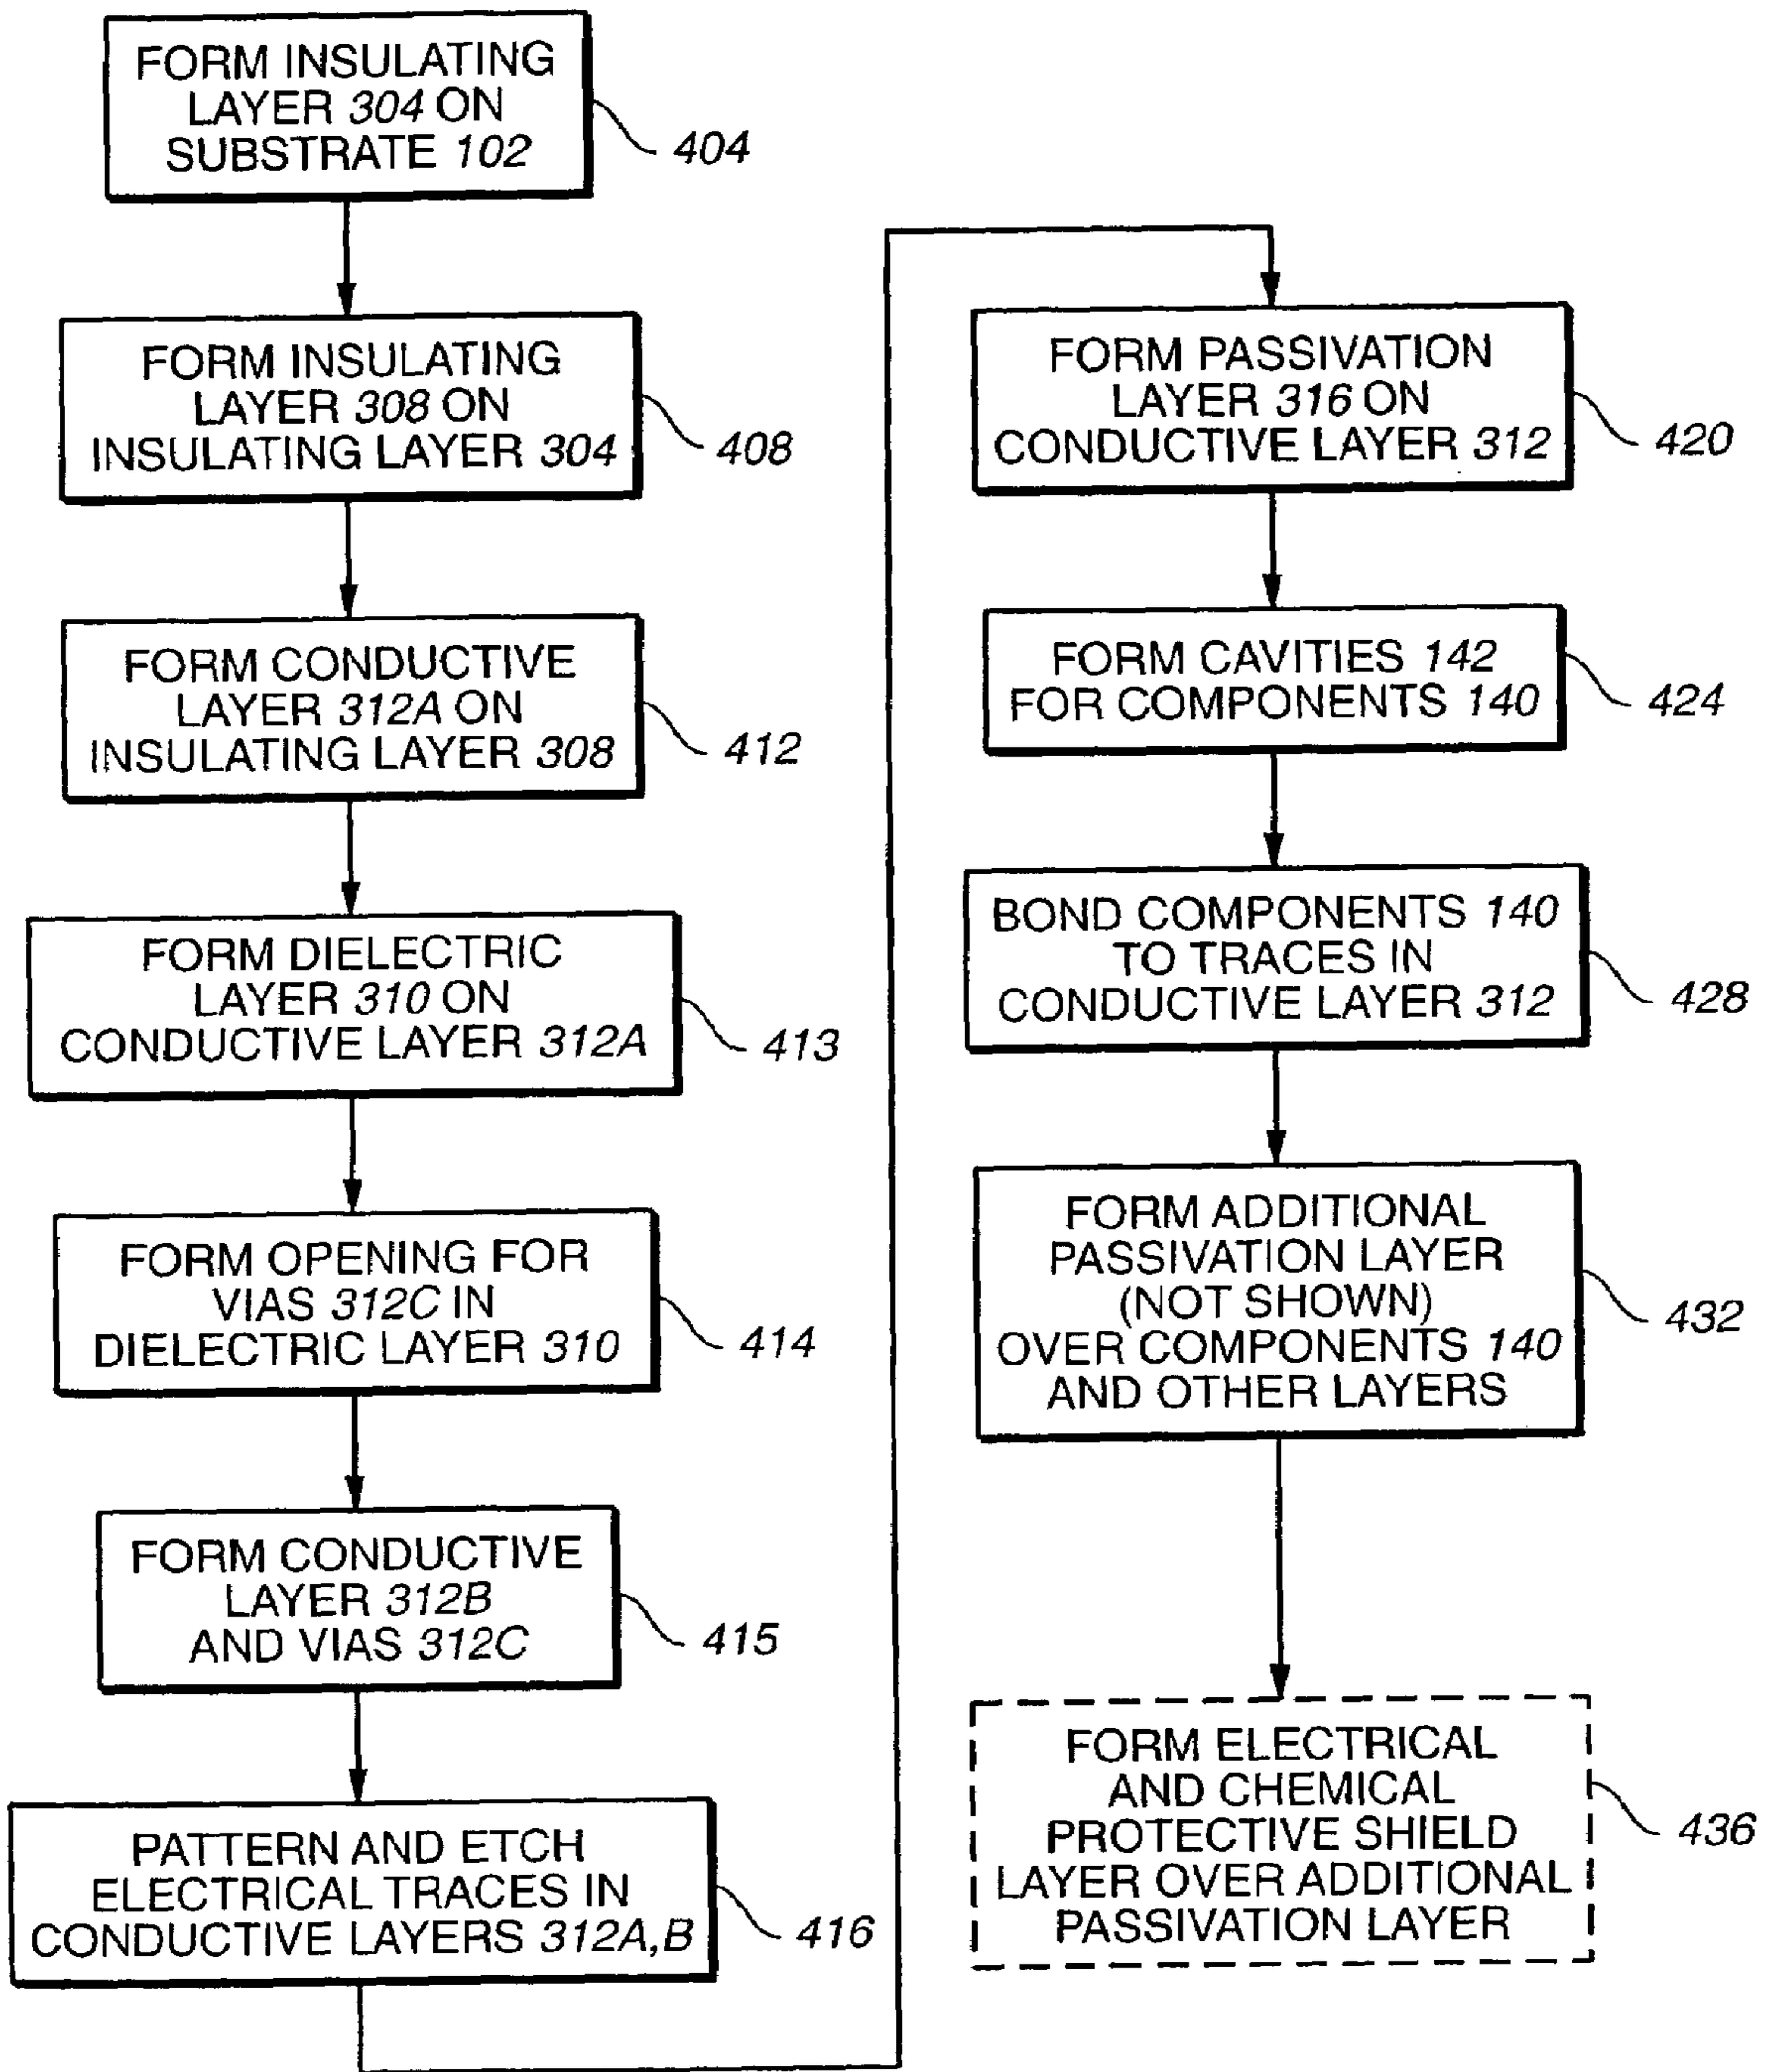 FORM INSULATING
LAYER 304 ON
SUBSTRATE 102
404
FORM INSULATING
LAYER 308 ON
INSULATING LAYER 304
408
FORM CONDUCTIVE
LAYER 312A ON
INSULATING LAYER 308
412
FORM DIELECTRIC
LAYER 310 ON
CONDUCTIVE LAYER 312A
413
FORM OPENING FOR
VIAS 312C IN
DIELECTRIC LAYER 310
414
FORM CONDUCTIVE
LAYER 312B
AND VIAS 312C
415
PATTERN AND ETCH
ELECTRICAL TRACES IN
CONDUCTIVE LAYERS 312A,B
416
FORM PASSIVATION
LAYER 316 ON
CONDUCTIVE LAYER 312
420
FORM CAVITIES 142
FOR COMPONENTS 140
424
BOND COMPONENTS 140
TO TRACES IN
CONDUCTIVE LAYER 312
428
FORM ADDITIONAL
PASSIVATION LAYER
(NOT SHOWN)
OVER COMPONENTS 140
AND OTHER LAYERS
432
FORM ELECTRICAL
AND CHEMICAL
PROTECTIVE SHIELD
LAYER OVER ADDITIONAL
PASSIVATION LAYER
436